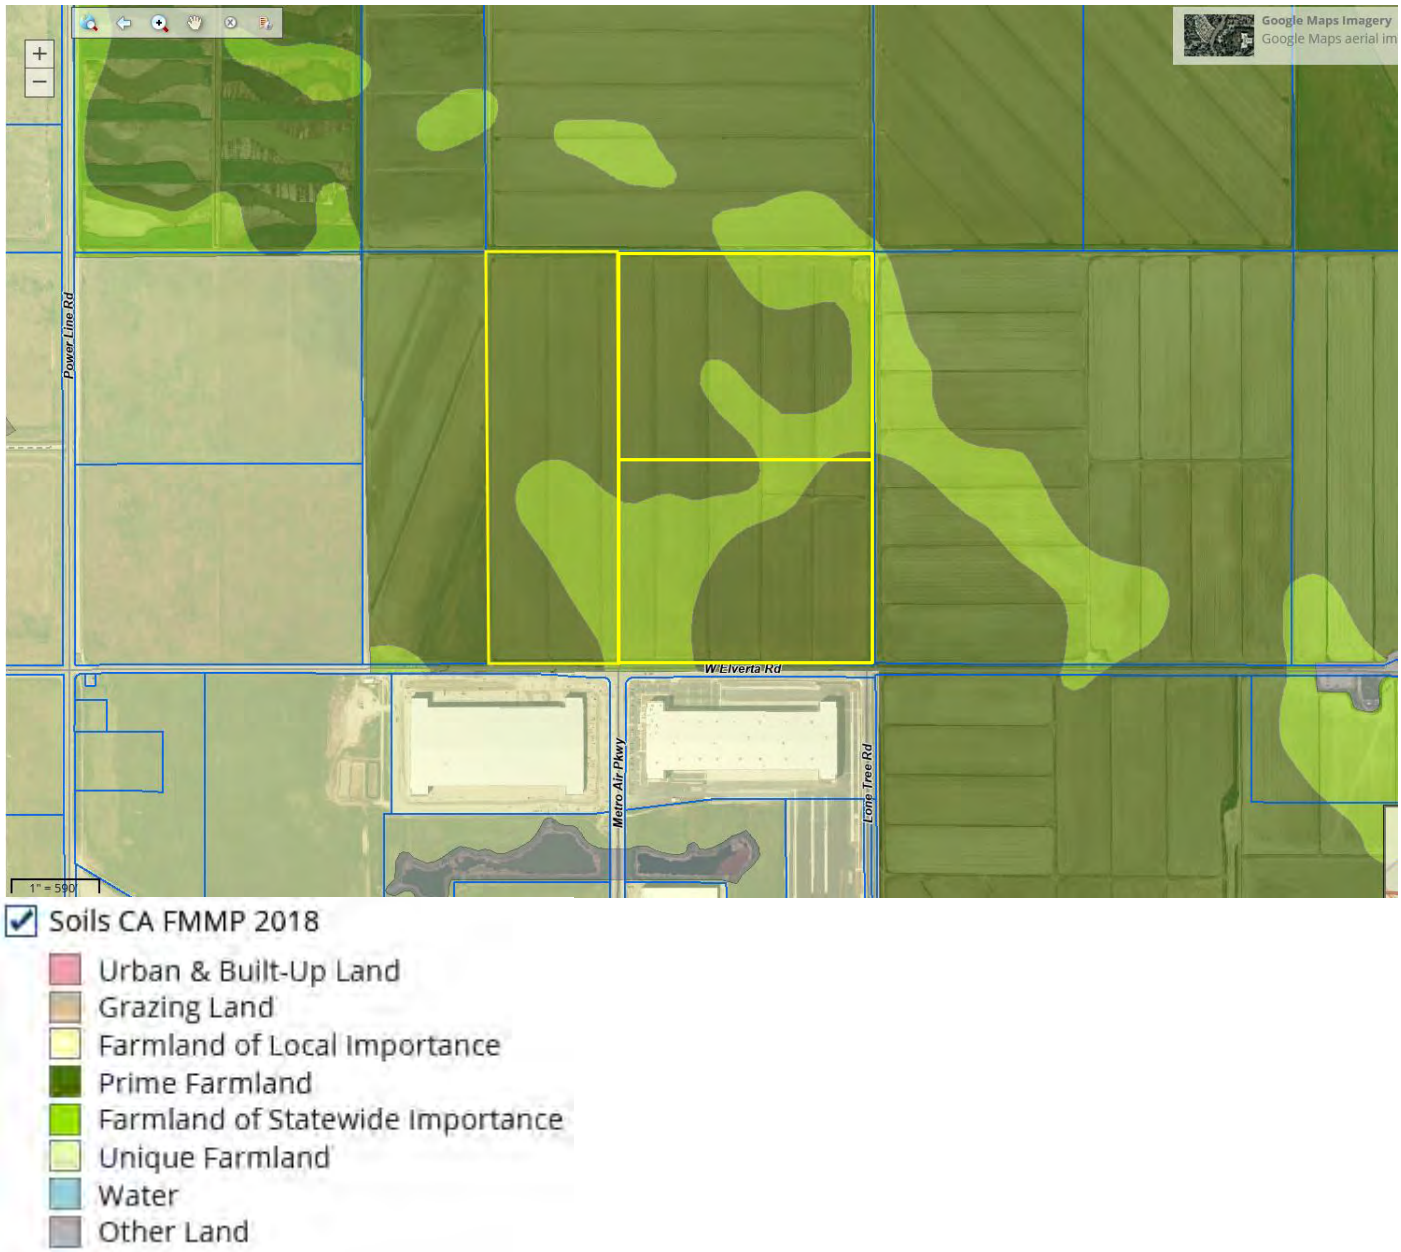 Google Maps Imagery
Google Maps aerial im
+
−
Power Line Rd
W Elverta Rd
Metro Air Pkwy
Lone Tree Rd
1" = 590'
Soils CA FMMP 2018
Urban & Built-Up Land
Grazing Land
Farmland of Local Importance
Prime Farmland
Farmland of Statewide Importance
Unique Farmland
Water
Other Land